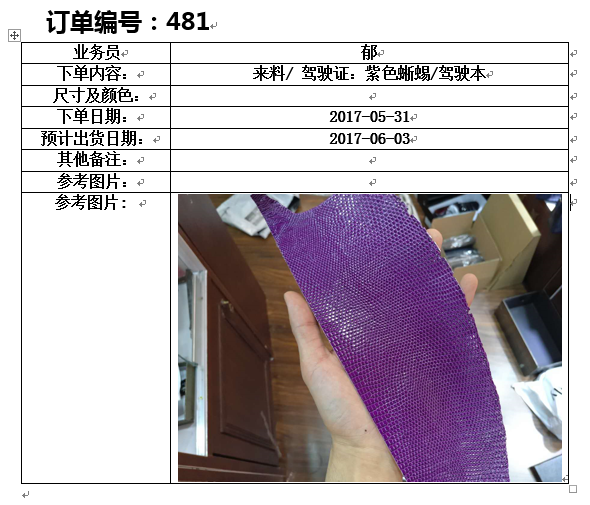 订单编号：481
业务员 郁
下单内容： 来料/ 驾驶证：紫色蜥蜴/驾驶本
尺寸及颜色：
下单日期： 2017-05-31
预计出货日期： 2017-06-03
其他备注：
参考图片：
参考图片：